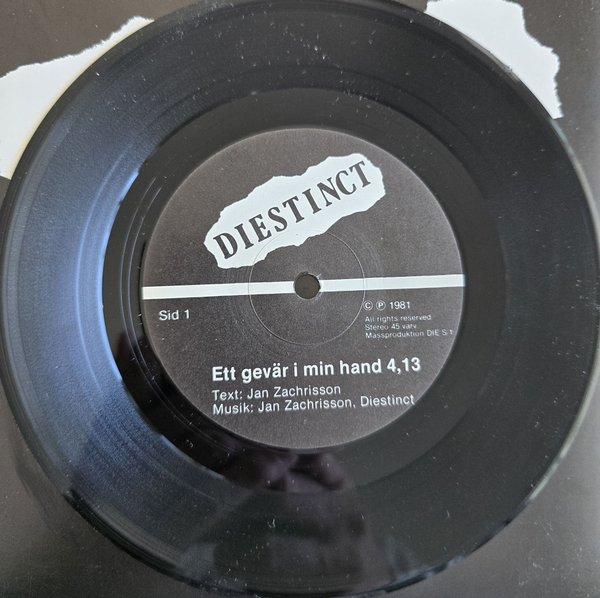 DIESTINCT
Sid 1
© ℗ 1981
All rights reserved
Stereo 45 varv.
Massproduktion DIE S 1
Ett gevär i min hand 4,13
Text: Jan Zachrisson
Musik: Jan Zachrisson, Diestinct